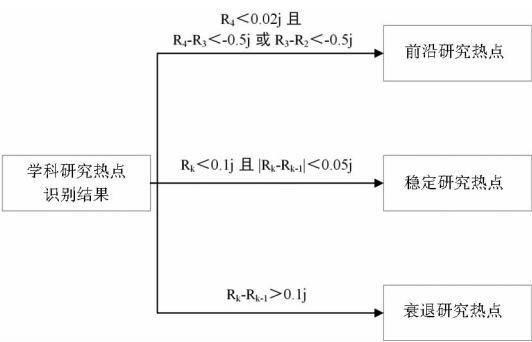 R₄＜0.02j 且
R₄-R₃＜-0.5j 或 R₃-R₂＜-0.5j
前沿研究热点
学科研究热点
识别结果
Rₖ＜0.1j 且 |Rₖ-Rₖ₋₁|＜0.05j
稳定研究热点
Rₖ-Rₖ₋₁＞0.1j
衰退研究热点